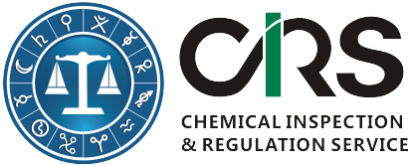 CIRS
CHEMICAL INSPECTION
& REGULATION SERVICE